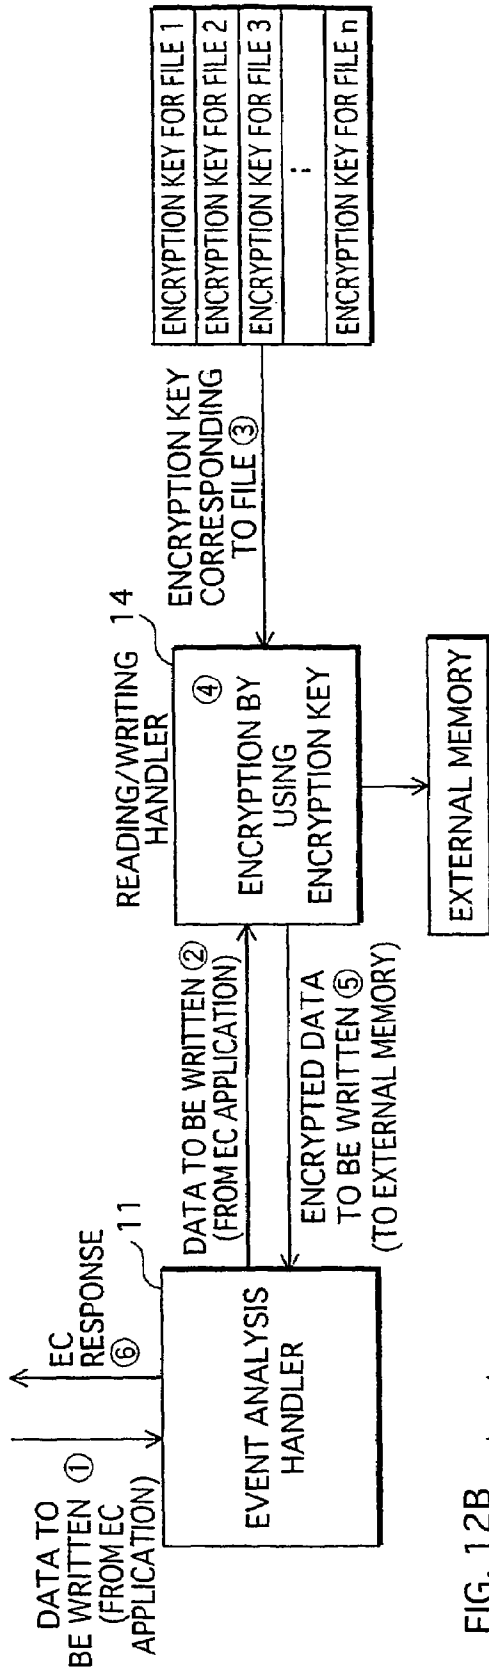 DATA TO
BE WRITTEN ①
(FROM EC
APPLICATION)
EC
RESPONSE
⑥
11
EVENT ANALYSIS
HANDLER
DATA TO BE WRITTEN ②
(FROM EC APPLICATION)
ENCRYPTED DATA
TO BE WRITTEN ⑤
(TO EXTERNAL MEMORY)
READING/WRITING
HANDLER
14
④
ENCRYPTION BY
USING
ENCRYPTION KEY
EXTERNAL MEMORY
ENCRYPTION KEY
CORRESPONDING
TO FILE ③
ENCRYPTION KEY FOR FILE 1
ENCRYPTION KEY FOR FILE 2
ENCRYPTION KEY FOR FILE 3
:
ENCRYPTION KEY FOR FILE n
FIG. 12B